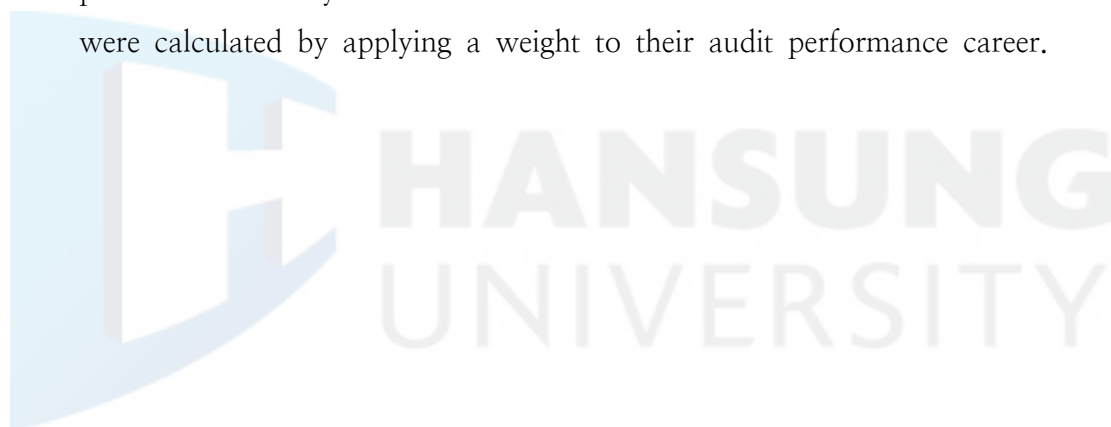 were calculated by applying a weight to their audit performance career.
HANSUNG
UNIVERSITY